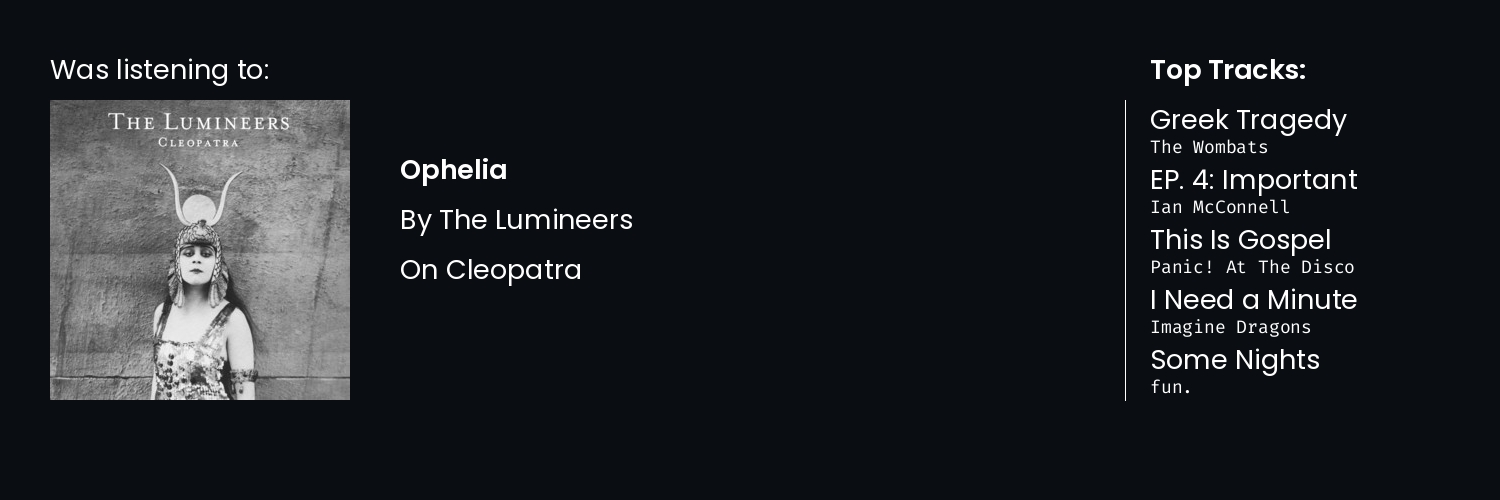 Was listening to:
THE LUMINEERS
CLEOPATRA
Ophelia
By The Lumineers
On Cleopatra
Top Tracks:
Greek Tragedy
The Wombats
EP. 4: Important
Ian McConnell
This Is Gospel
Panic! At The Disco
I Need a Minute
Imagine Dragons
Some Nights
fun.